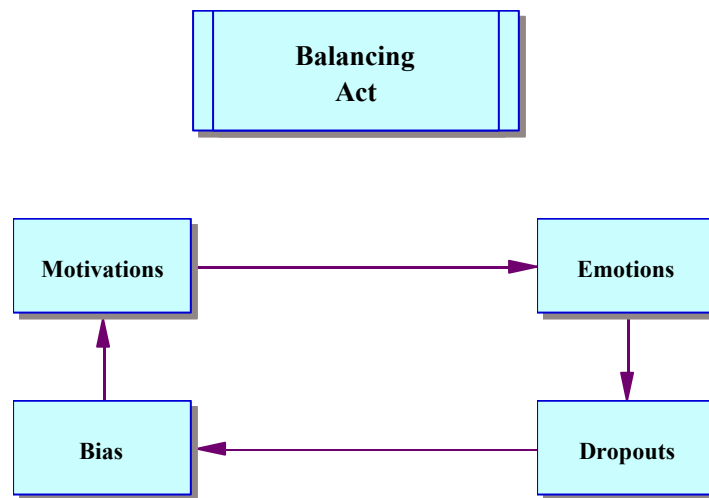 Balancing
Act
Motivations
Emotions
Bias
Dropouts